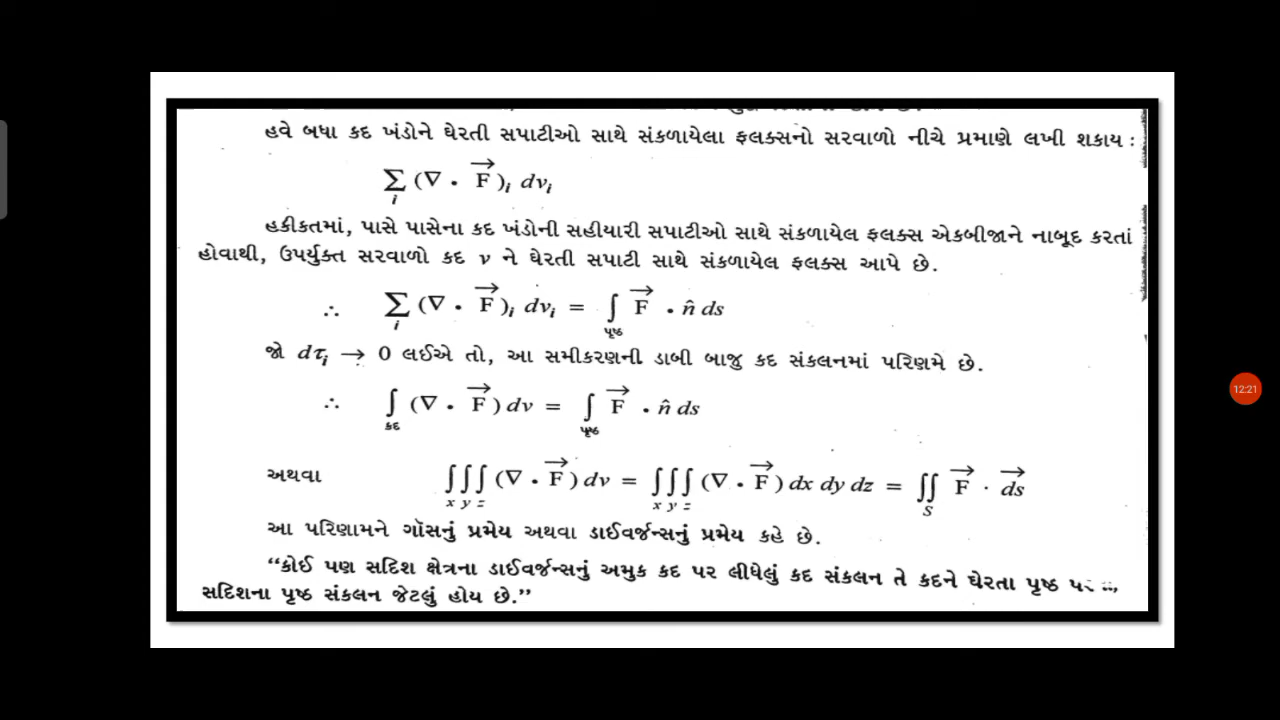 હવે બધા કદ ખંડોને ઘેરતી સપાટીઓ સાથે સંકળાયેલા ફલક્સનો સરવાળો નીચે પ્રમાણે લખી શકાય :
∑ᵢ (∇ · F⃗)ᵢ dvᵢ
હકીકતમાં, પાસે પાસેના કદ ખંડોની સહીયારી સપાટીઓ સાથે સંકળાયેલ ફલક્સ એકબીજાને નાબૂદ કરતાં
હોવાથી, ઉપર્યુક્ત સરવાળો કદ v ને ઘેરતી સપાટી સાથે સંકળાયેલ ફલક્સ આપે છે.
∴ ∑ᵢ (∇ · F⃗)ᵢ dvᵢ = ∫પૃષ્ઠ F⃗ · n̂ ds
જો dτᵢ → 0 લઈએ તો, આ સમીકરણની ડાબી બાજુ કદ સંકલનમાં પરિણમે છે.
∴ ∫કદ (∇ · F⃗) dv = ∫પૃષ્ઠ F⃗ · n̂ ds
અથવા ∫∫∫x y z (∇ · F⃗) dv = ∫∫∫x y z (∇ · F⃗) dx dy dz = ∬S F⃗ · d͞s⃗
આ પરિણામને ગૉસનું પ્રમેય અથવા ડાઈવર્જન્સનું પ્રમેય કહે છે.
“કોઈ પણ સદિશ ક્ષેત્રના ડાઈવર્જન્સનું અમુક કદ પર લીધેલું કદ સંકલન તે કદને ઘેરતા પૃષ્ઠ પર
સદિશના પૃષ્ઠ સંકલન જેટલું હોય છે.”
12:21